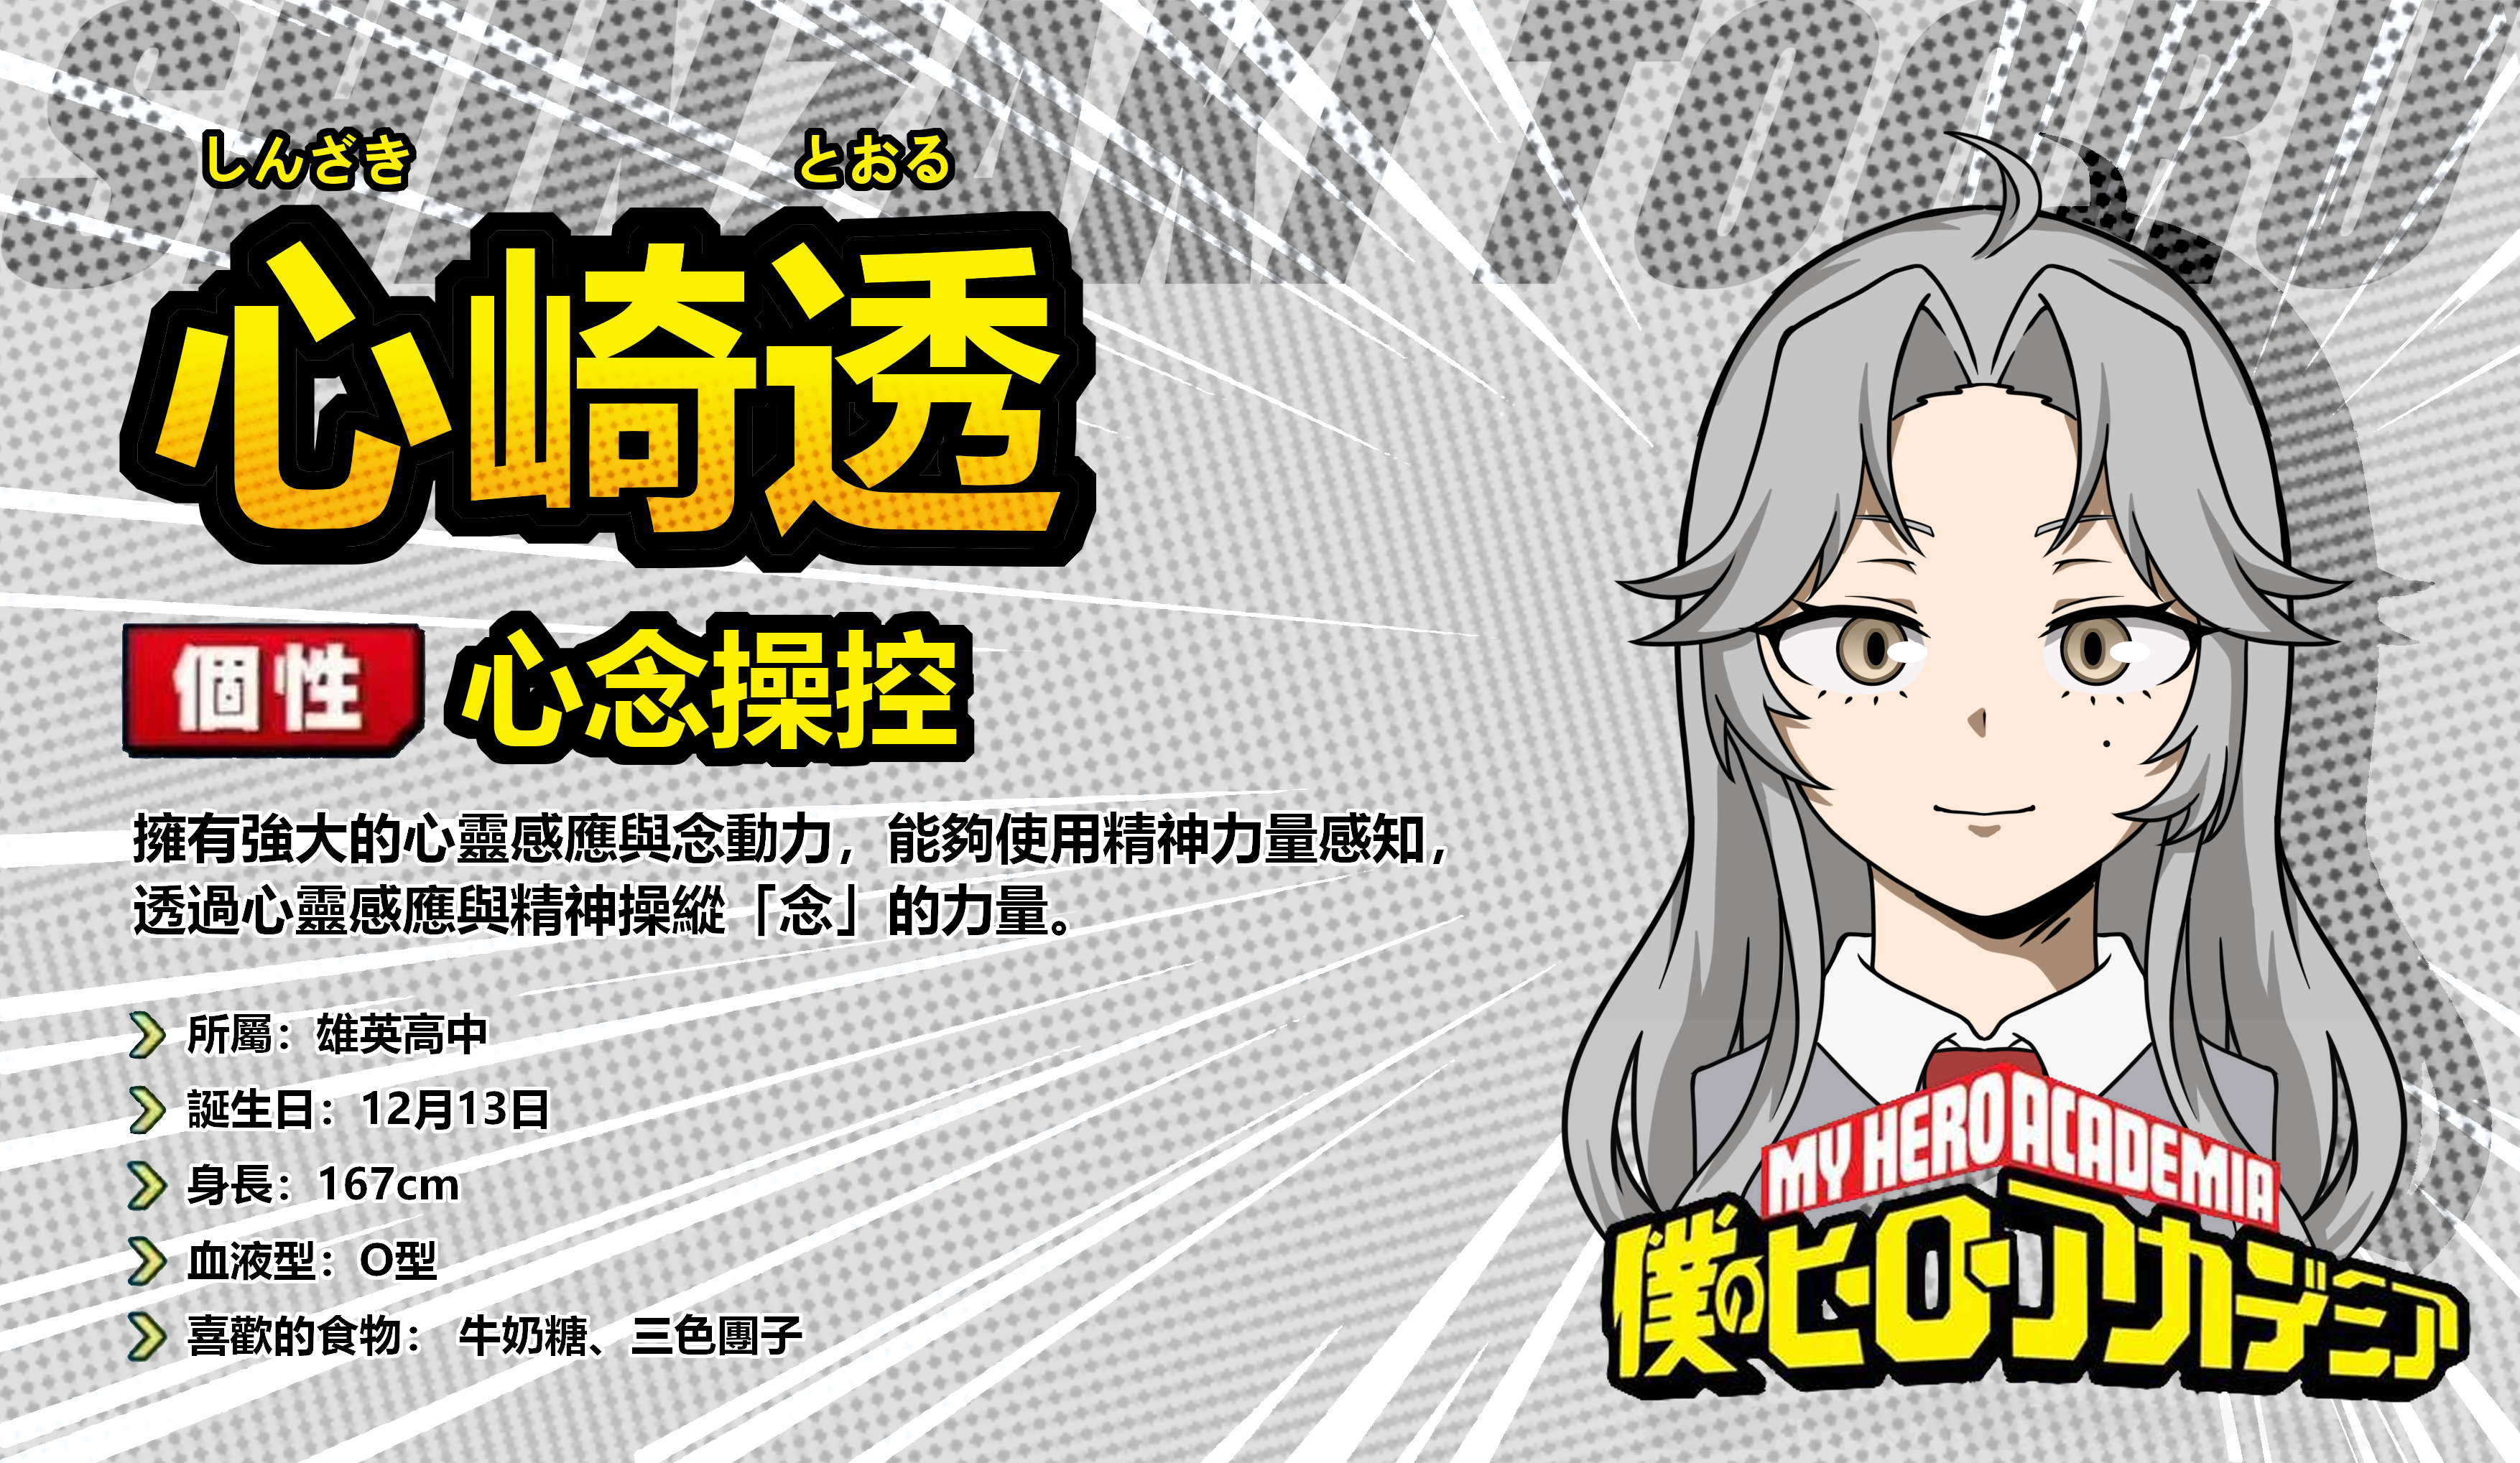 SHINZAKI TOORU
しんざき とおる
心崎透
個性 心念操控
擁有強大的心靈感應與念動力，能夠使用精神力量感知，
透過心靈感應與精神操縱「念」的力量。
所屬：雄英高中
誕生日：12月13日
身長：167cm
血液型：O型
喜歡的食物： 牛奶糖、三色團子
MY HERO ACADEMIA
僕のヒーローアカデミア